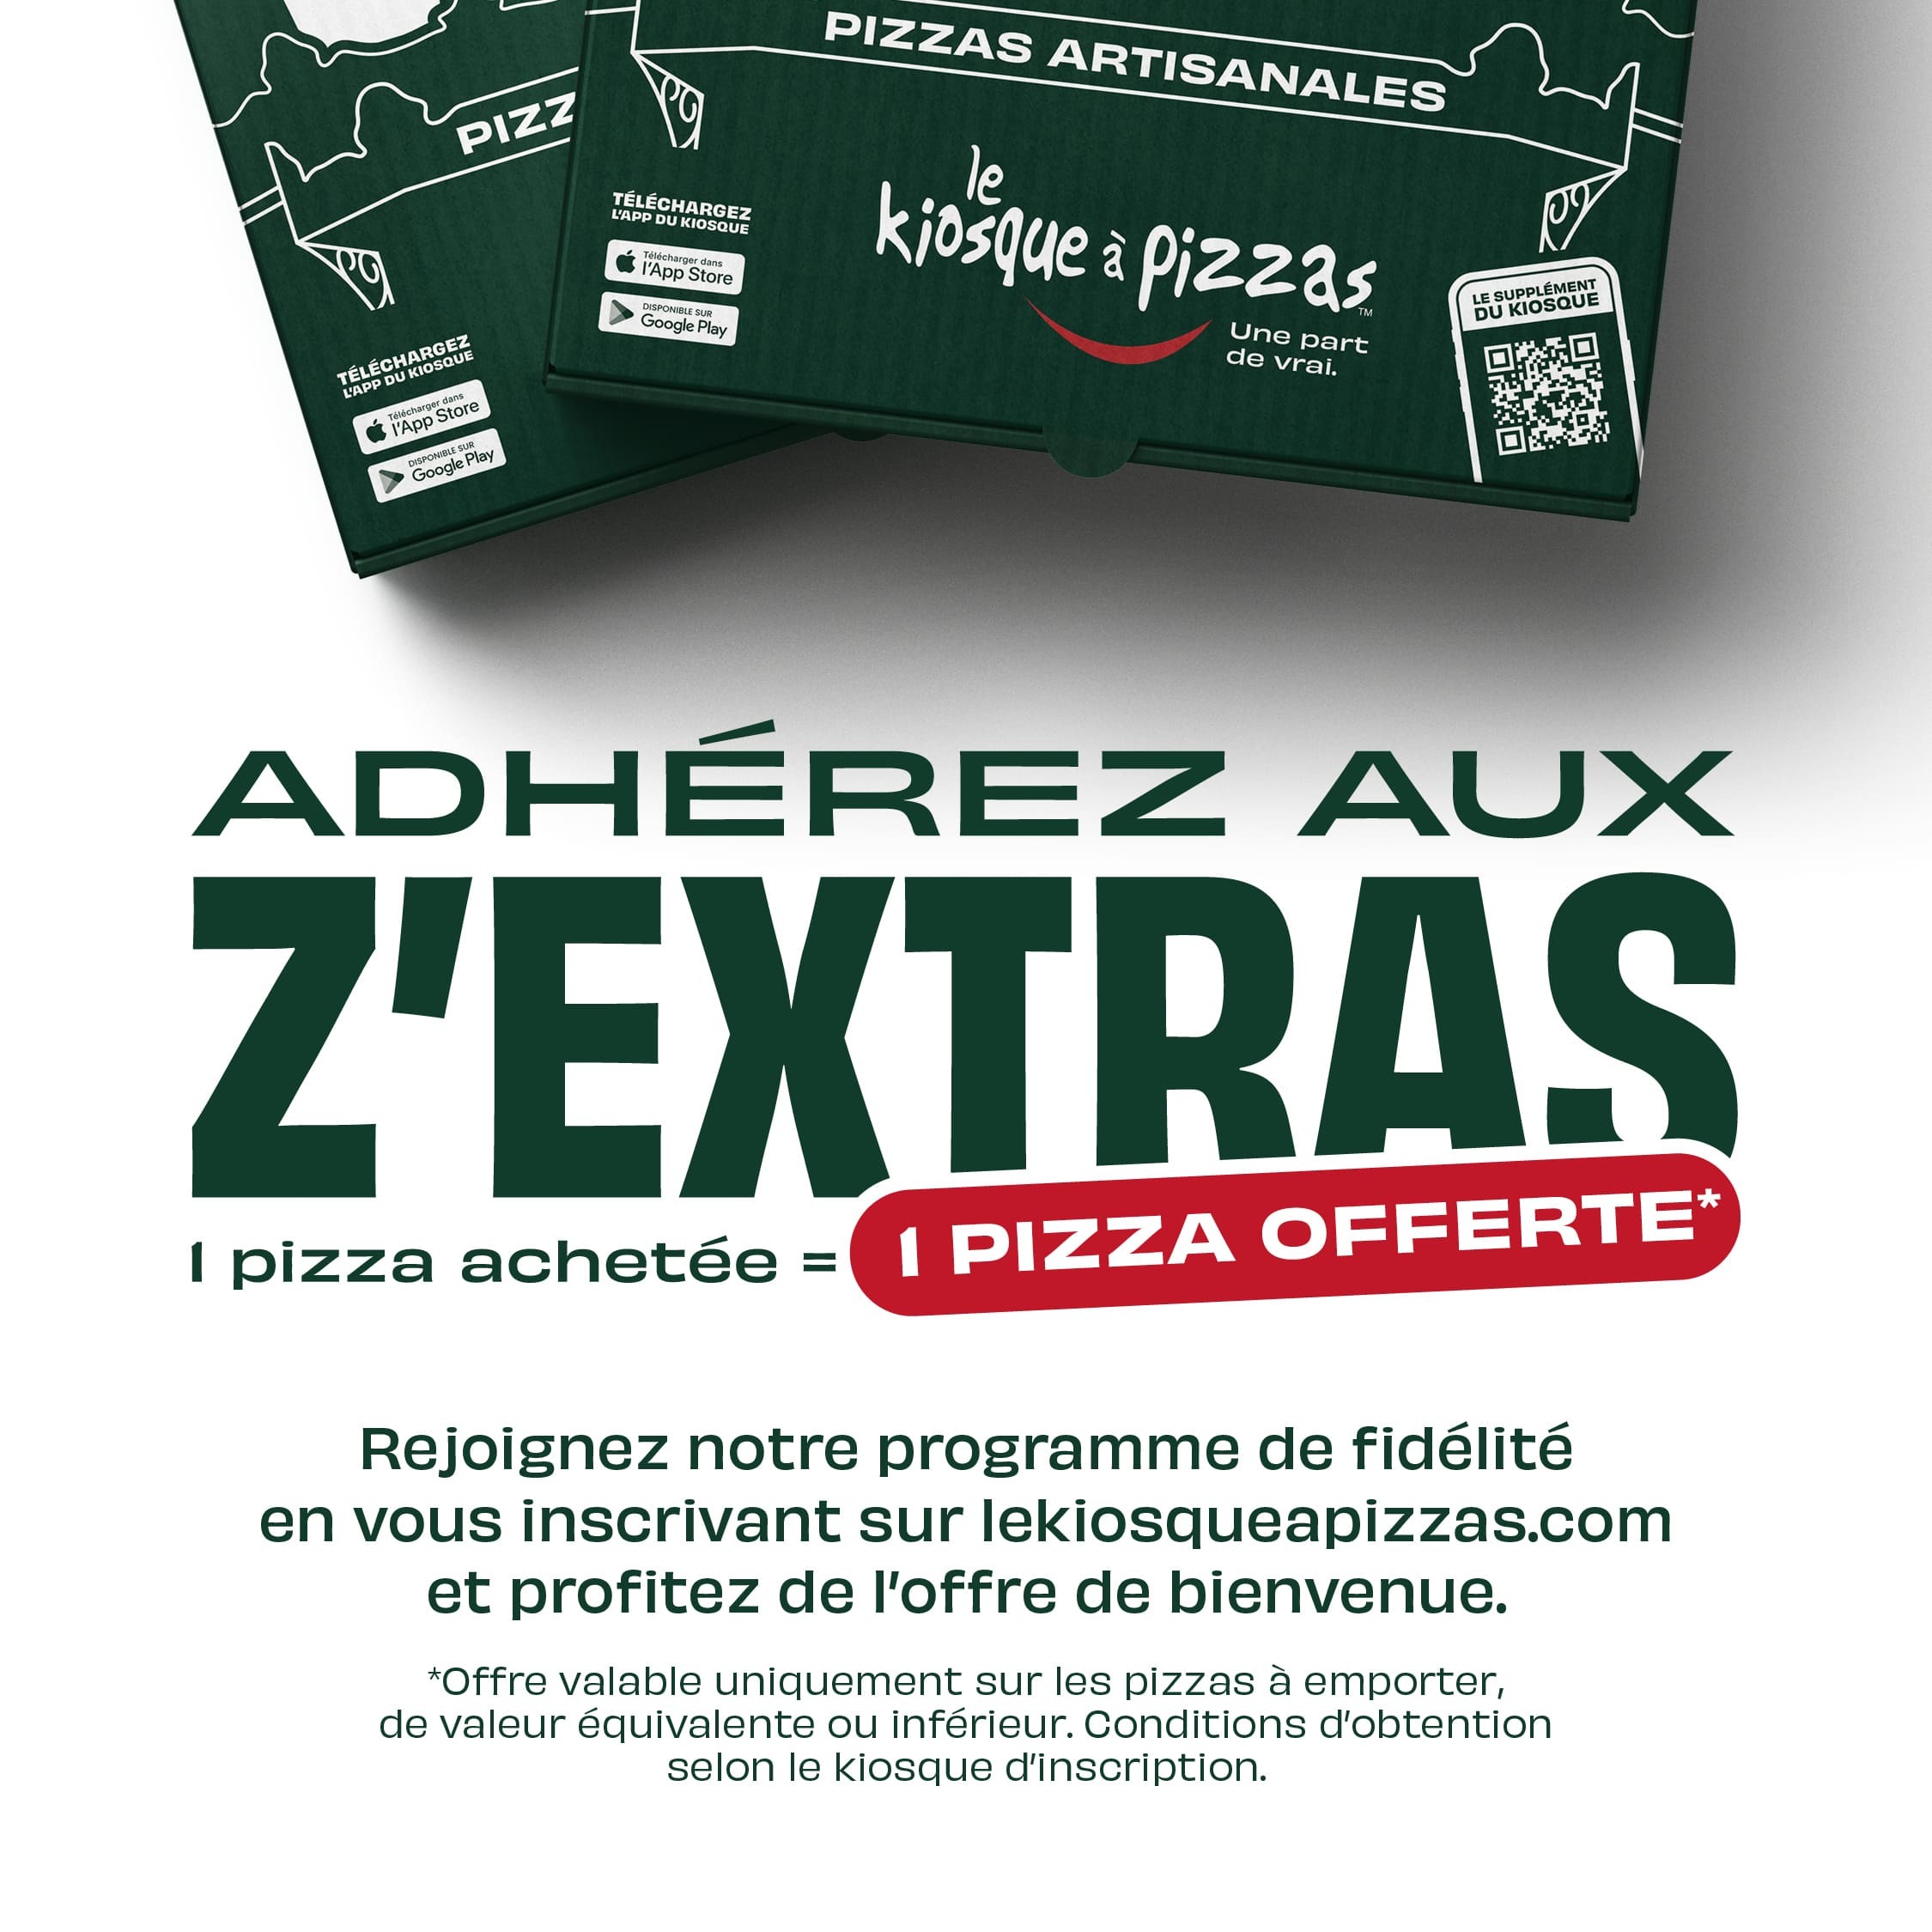 PIZZAS ARTISANALES
PIZZ
le
kiosque à pizzas
TM
Une part
de vrai.
TÉLÉCHARGEZ
L'APP DU KIOSQUE
Télécharger dans
l'App Store
DISPONIBLE SUR
Google Play
LE SUPPLÉMENT
DU KIOSQUE
TÉLÉCHARGEZ
L'APP DU KIOSQUE
Télécharger dans
l'App Store
DISPONIBLE SUR
Google Play
ADHÉREZ AUX
Z'EXTRAS
1 pizza achetée = 1 PIZZA OFFERTE*
Rejoignez notre programme de fidélité
en vous inscrivant sur lekiosqueapizzas.com
et profitez de l'offre de bienvenue.
*Offre valable uniquement sur les pizzas à emporter,
de valeur équivalente ou inférieur. Conditions d'obtention
selon le kiosque d'inscription.